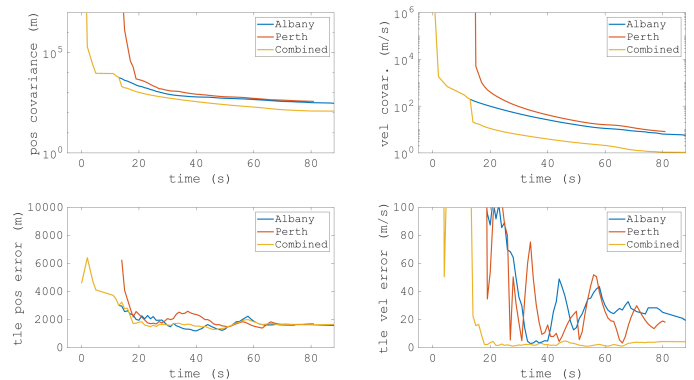 pos covariance (m)
10^5
10^0
0 20 40 60 80
time (s)
Albany
Perth
Combined
vel covar. (m/s)
10^6
10^4
10^2
10^0
0 20 40 60 80
time (s)
Albany
Perth
Combined
tle pos error (m)
10000
8000
6000
4000
2000
0
0 20 40 60 80
time (s)
Albany
Perth
Combined
tle vel error (m/s)
100
80
60
40
20
0
0 20 40 60 80
time (s)
Albany
Perth
Combined